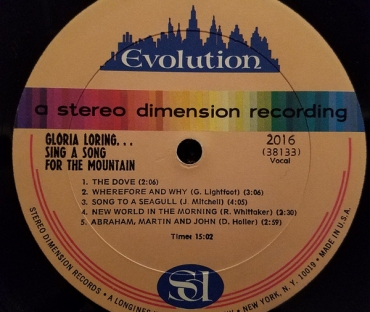 Evolution
a stereo dimension recording
GLORIA LORING...
SING A SONG
FOR THE MOUNTAIN
2016
(38133)
Vocal
1. THE DOVE (2:06)
2. WHEREFORE AND WHY (G. Lightfoot) (3:06)
3. SONG TO A SEAGULL (J. Mitchell) (4:05)
4. NEW WORLD IN THE MORNING (R. Whittaker) (2:30)
5. ABRAHAM, MARTIN AND JOHN (D. Holler) (2:59)
Time: 15:02
STEREO DIMENSION RECORDS • A LONGINES • NEW YORK, N.Y. 10019 • MADE IN U.S.A.
SD